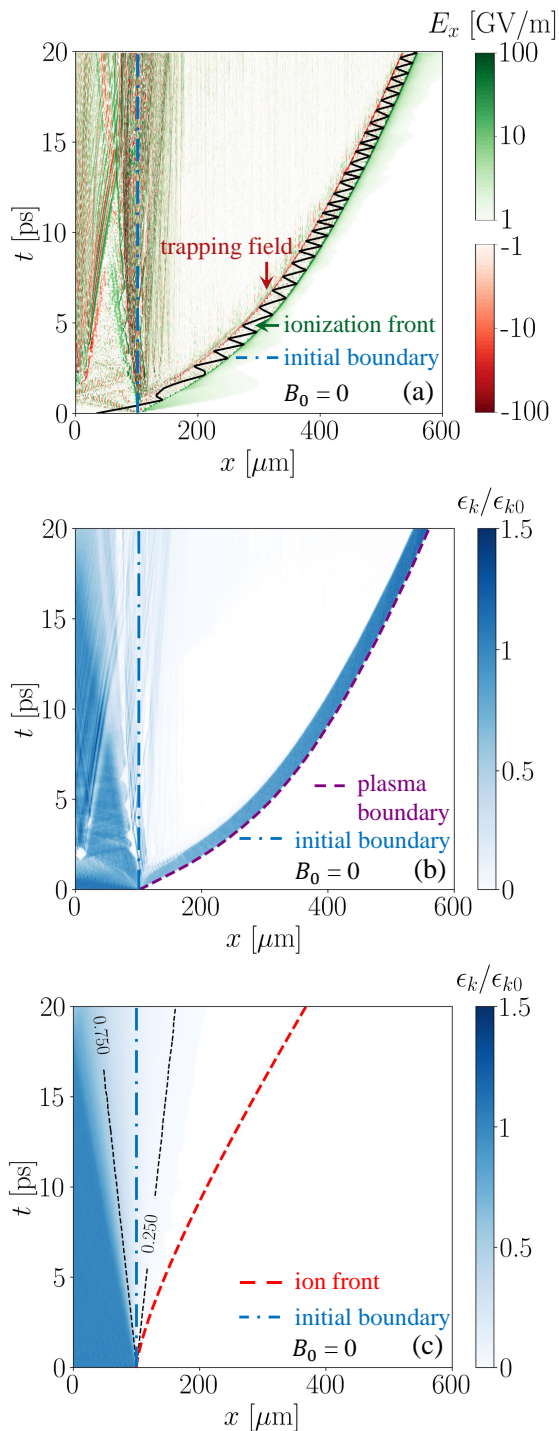 E_x [GV/m]
20
15
10
5
0
t [ps]
100
10
1
-1
-10
-100
trapping field
ionization front
initial boundary
B_0 = 0
(a)
0
200
400
600
x [μm]
ϵ_k/ϵ_{k0}
20
15
10
5
0
t [ps]
1.5
1
0.5
0
plasma
boundary
initial boundary
B_0 = 0
(b)
0
200
400
600
x [μm]
ϵ_k/ϵ_{k0}
20
15
10
5
0
t [ps]
1.5
1
0.5
0
0.750
0.250
ion front
initial boundary
B_0 = 0
(c)
0
200
400
600
x [μm]